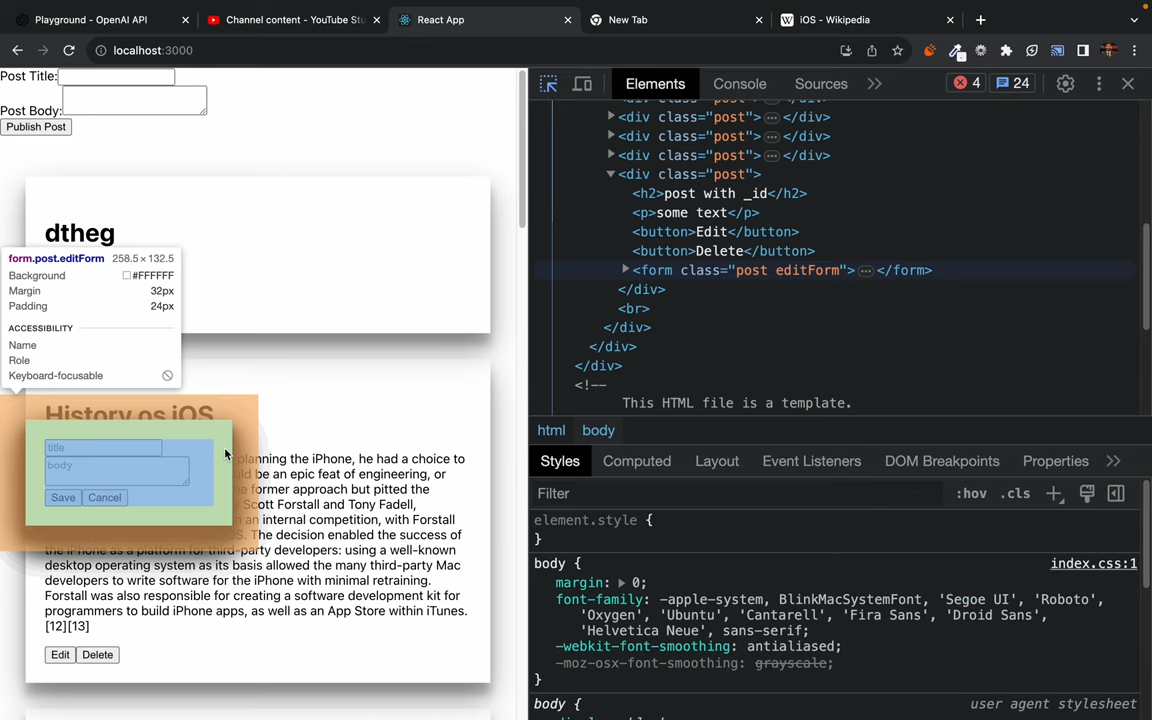 Playground - OpenAI API
Channel content - YouTube Stu
React App
New Tab
iOS - Wikipedia
localhost:3000
Post Title:
Post Body:
Publish Post
dtheg
form.post.editForm 258.5 × 132.5
Background #FFFFFF
Margin 32px
Padding 24px
ACCESSIBILITY
Name
Role
Keyboard-focusable
History os iOS
planning the iPhone, he had a choice to
be an epic feat of engineering, or
the former approach but pitted the
Scott Forstall and Tony Fadell,
an internal competition, with Forstall
OS. The decision enabled the success of
the iPhone as a platform for third-party developers: using a well-known
desktop operating system as its basis allowed the many third-party Mac
developers to write software for the iPhone with minimal retraining.
Forstall was also responsible for creating a software development kit for
programmers to build iPhone apps, as well as an App Store within iTunes.
[12][13]
title
body
Save Cancel
Edit Delete
Elements Console Sources 4 24
<div class="post"> … </div>
<div class="post"> … </div>
<div class="post"> … </div>
<div class="post"> … </div>
<div class="post">
<h2>post with _id</h2>
<p>some text</p>
<button>Edit</button>
<button>Delete</button>
<form class="post editForm"> … </form>
</div>
<br>
</div>
</div>
</div>
<!--
This HTML file is a template.
html body
Styles Computed Layout Event Listeners DOM Breakpoints Properties
Filter :hov .cls
element.style {
}
body { index.css:1
margin: 0;
font-family: -apple-system, BlinkMacSystemFont, 'Segoe UI', 'Roboto',
'Oxygen', 'Ubuntu', 'Cantarell', 'Fira Sans', 'Droid Sans',
'Helvetica Neue', sans-serif;
-webkit-font-smoothing: antialiased;
-moz-osx-font-smoothing: grayscale;
}
body { user agent stylesheet